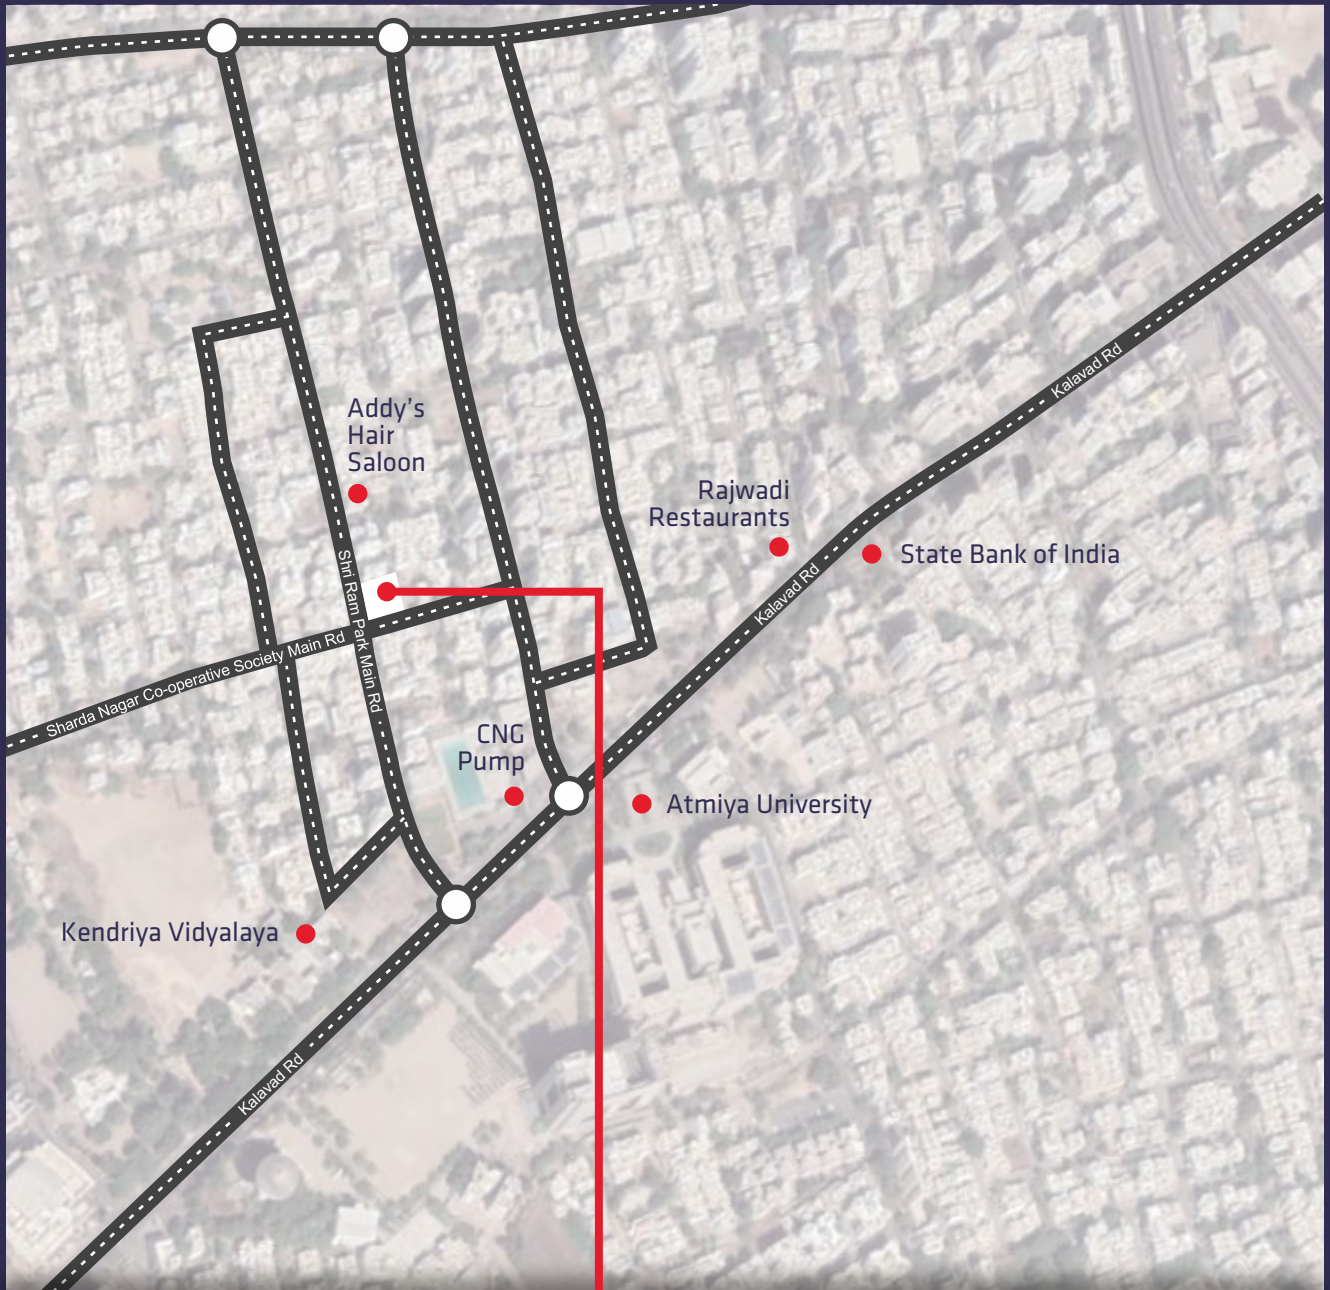 Addy’s
Hair
Saloon
Kalavad Rd
Rajwadi
Restaurants
State Bank of India
Shri Ram Park Main Rd
Kalavad Rd
Sharda Nagar Co-operative Society Main Rd
CNG
Pump
Atmiya University
Kendriya Vidyalaya
Kalavad Rd